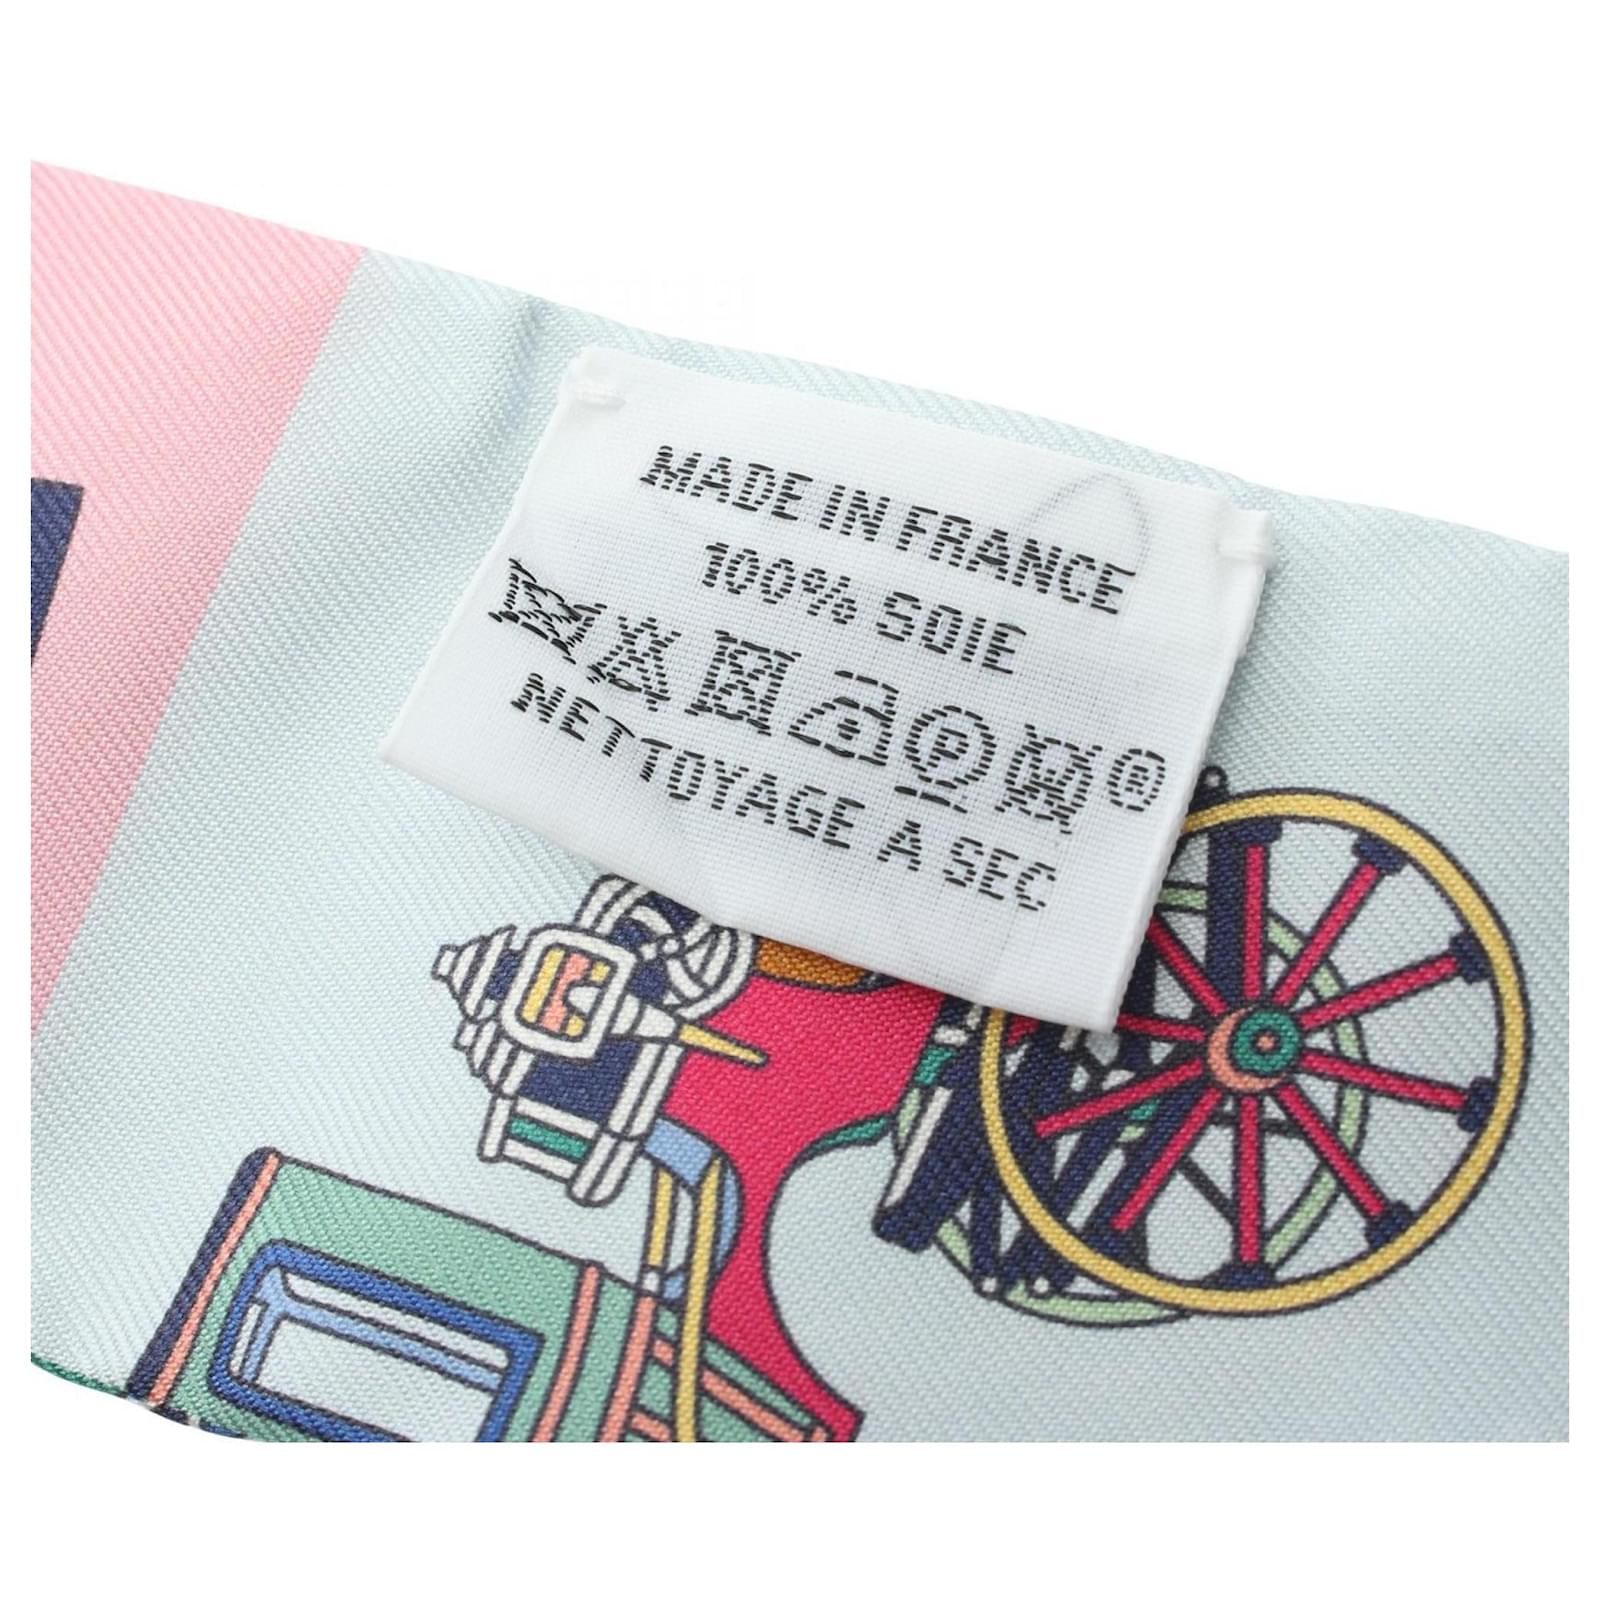 MADE IN FRANCE
100% SOIE
P ®
NETTOYAGE A SEC